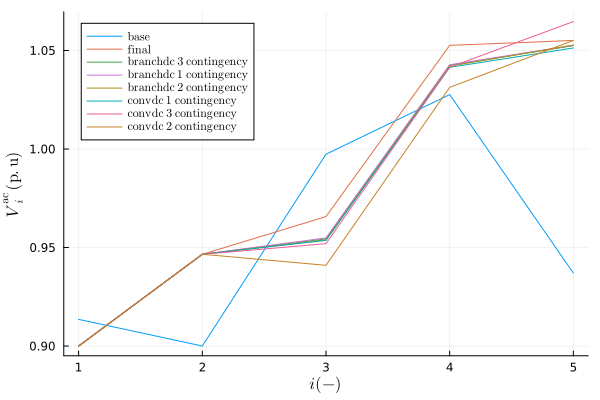 base
final
branchdc 3 contingency
branchdc 1 contingency
branchdc 2 contingency
convdc 1 contingency
convdc 3 contingency
convdc 2 contingency
1.05
1.00
0.95
0.90
V_i^ac (p.u)
1 2 3 4 5
i(−)